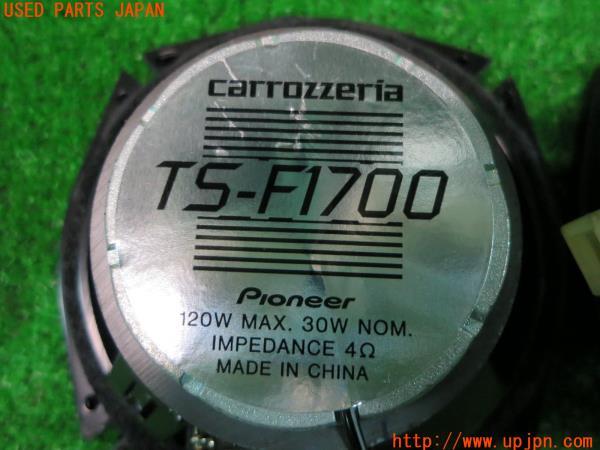 USED PARTS JAPAN
carrozzeria
TS-F1700
Pioneer
120W MAX. 30W NOM.
IMPEDANCE 4Ω
MADE IN CHINA
http://www.upjpn.com/